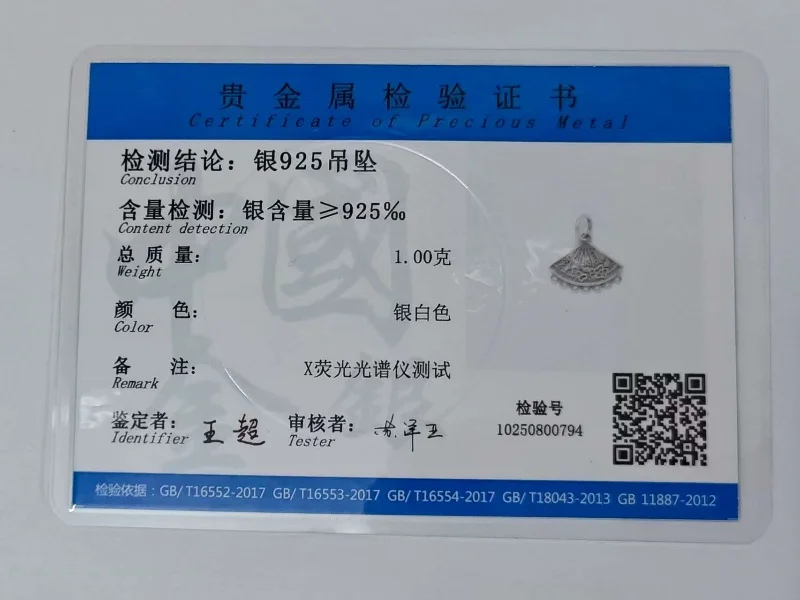 贵金属检验证书
Certificate of Precious Metal
检测结论：银925吊坠
Conclusion
含量检测：银含量≥925‰
Content detection
总质量： 1.00克
Weight
颜 色： 银白色
Color
备 注： X荧光光谱仪测试
Remark
鉴定者： 王超 审核者：
Identifier Tester
检验号
10250800794
检验依据：GB/T16552-2017 GB/T16553-2017 GB/T16554-2017 GB/T18043-2013 GB 11887-2012